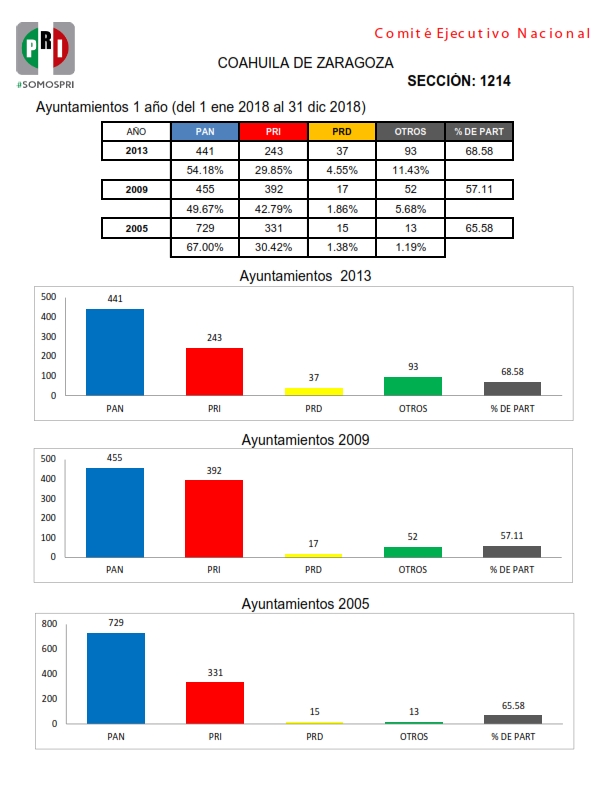 Comité Ejecutivo Nacional
PRI
#SOMOSPRI
COAHUILA DE ZARAGOZA
SECCIÓN: 1214
Ayuntamientos 1 año (del 1 ene 2018 al 31 dic 2018)
AÑO PAN PRI PRD OTROS % DE PART
2013 441 243 37 93 68.58
54.18% 29.85% 4.55% 11.43%
2009 455 392 17 52 57.11
49.67% 42.79% 1.86% 5.68%
2005 729 331 15 13 65.58
67.00% 30.42% 1.38% 1.19%
Ayuntamientos 2013
500
441
400
300
243
200
100
37
93
68.58
0
PAN PRI PRD OTROS % DE PART
Ayuntamientos 2009
500
455
400
392
300
200
100
17
52
57.11
0
PAN PRI PRD OTROS % DE PART
Ayuntamientos 2005
800
729
600
400
331
200
15
13
65.58
0
PAN PRI PRD OTROS % DE PART